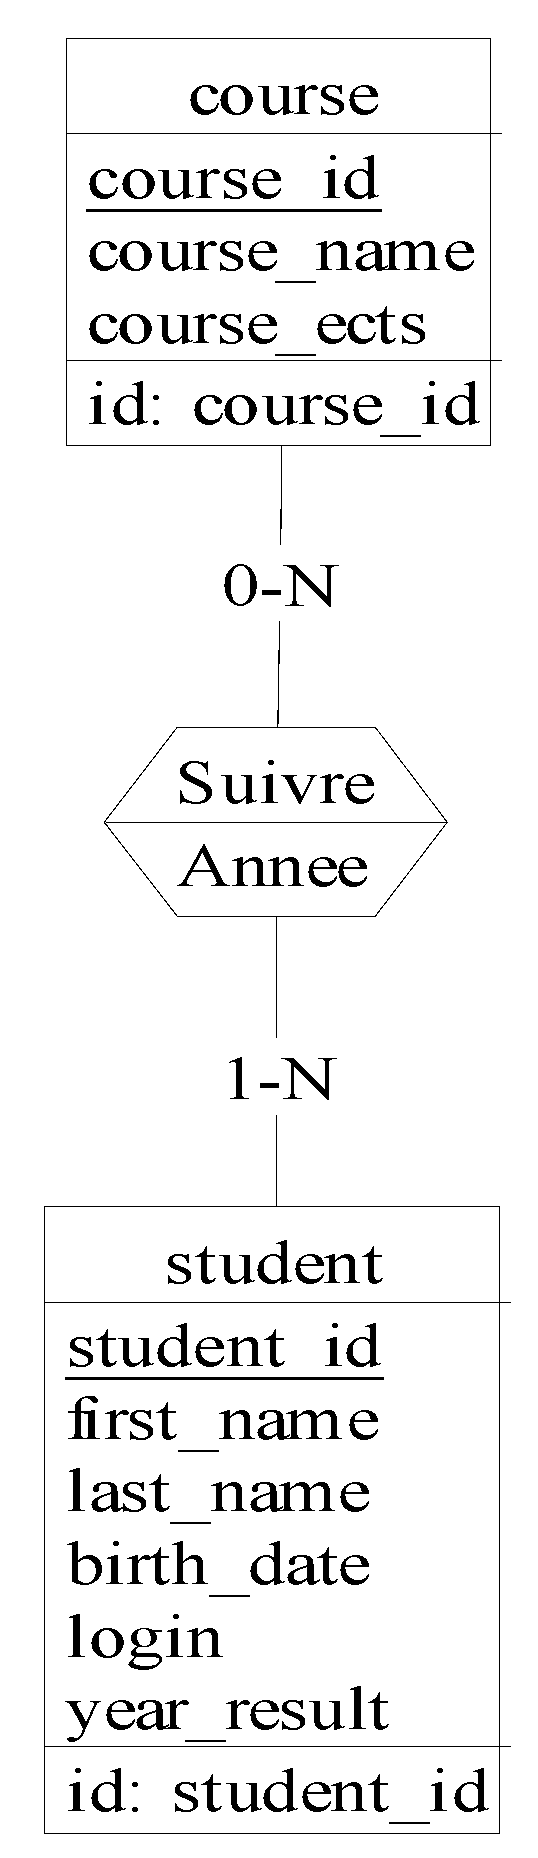 course
course_id
course_name
course_ects
id: course_id
0-N
Suivre
Annee
1-N
student
student_id
first_name
last_name
birth_date
login
year_result
id: student_id